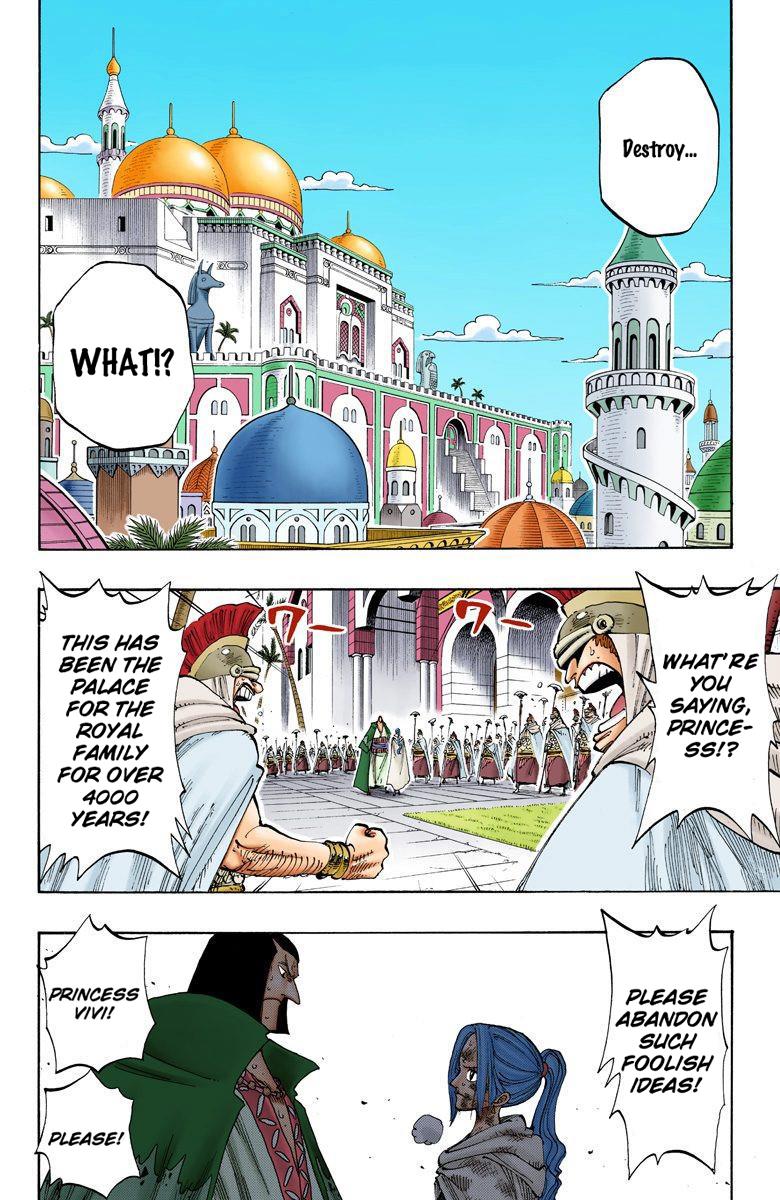 Destroy...
WHAT!?
WHAT'RE
YOU
SAYING,
PRINCE-
SS!?
ワー
ワー
THIS HAS
BEEN THE
PALACE
FOR THE
ROYAL
FAMILY
FOR OVER
4000
YEARS!
PLEASE
ABANDON
SUCH
FOOLISH
IDEAS!
PRINCESS
VIVI!
PLEASE!